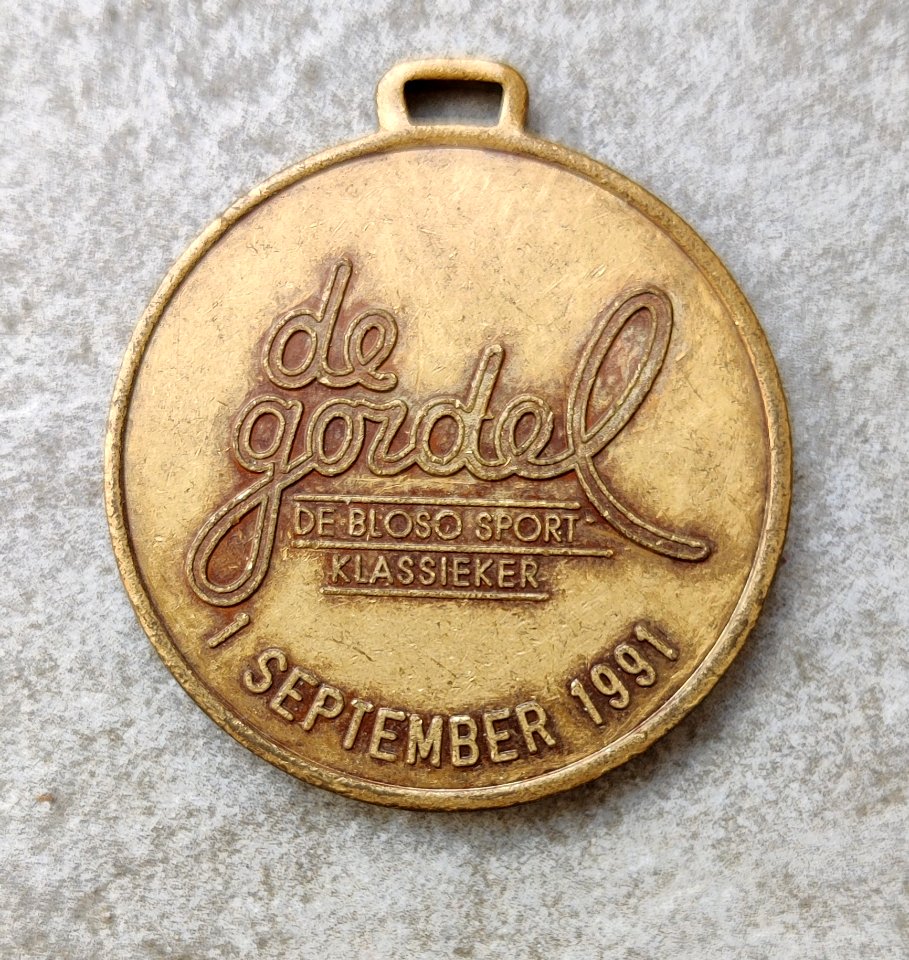 de
gordel
DE BLOSO SPORT
KLASSIEKER
1 SEPTEMBER 1991